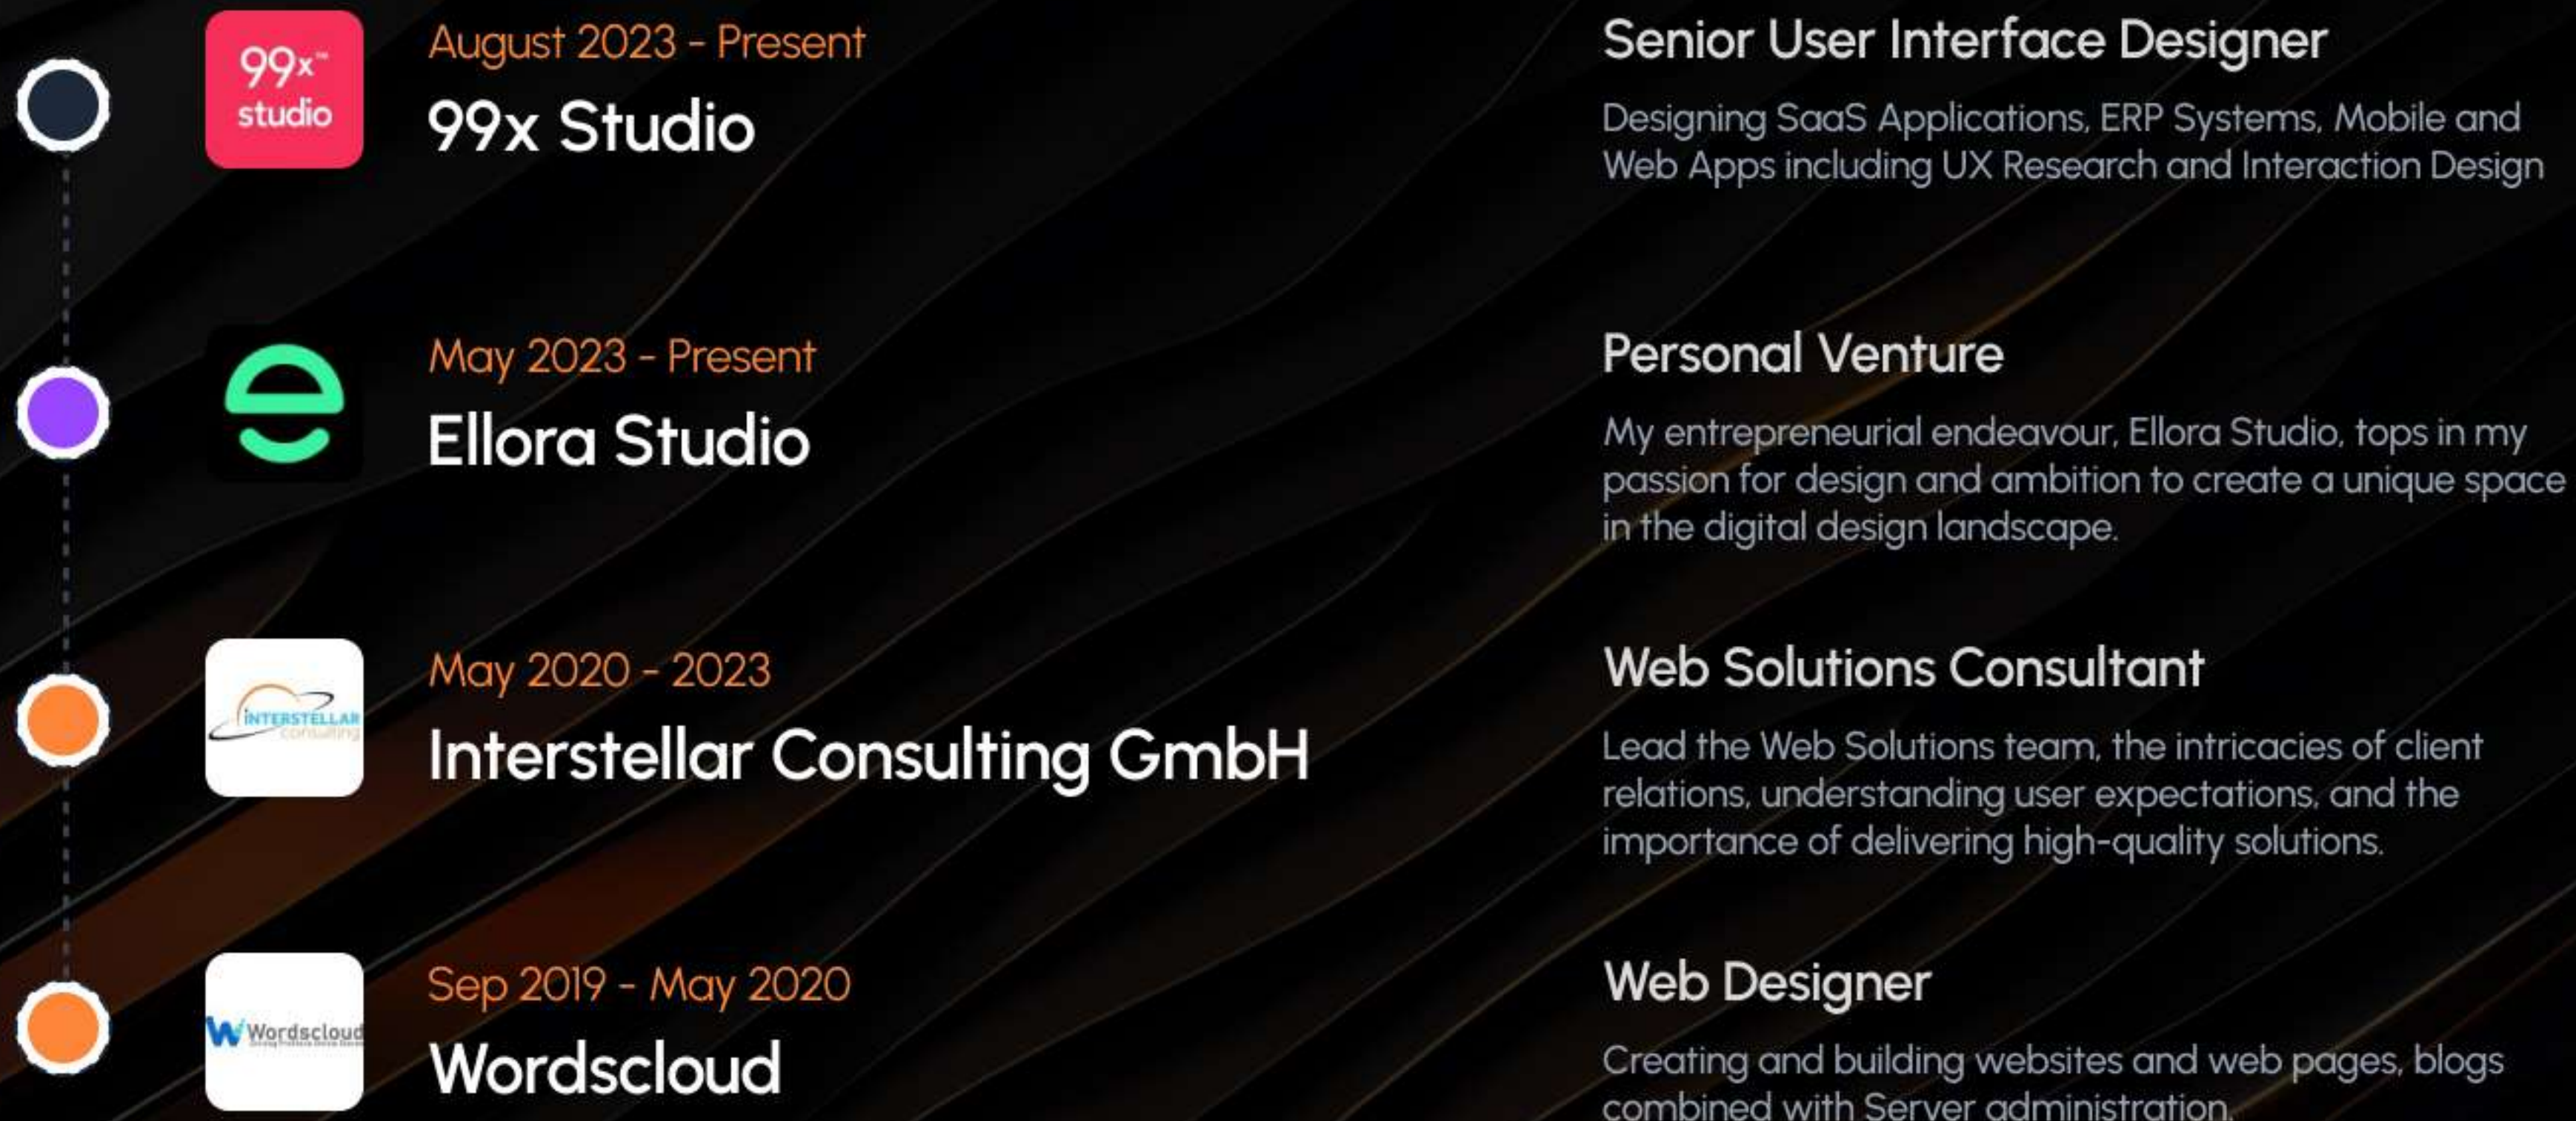 99x™
studio
August 2023 - Present
99x Studio
Senior User Interface Designer
Designing SaaS Applications, ERP Systems, Mobile and
Web Apps including UX Research and Interaction Design
May 2023 - Present
Ellora Studio
Personal Venture
My entrepreneurial endeavour, Ellora Studio, tops in my
passion for design and ambition to create a unique space
in the digital design landscape.
INTERSTELLAR
consulting
May 2020 - 2023
Interstellar Consulting GmbH
Web Solutions Consultant
Lead the Web Solutions team, the intricacies of client
relations, understanding user expectations, and the
importance of delivering high-quality solutions.
Wordscloud
Sep 2019 - May 2020
Wordscloud
Web Designer
Creating and building websites and web pages, blogs
combined with Server administration.